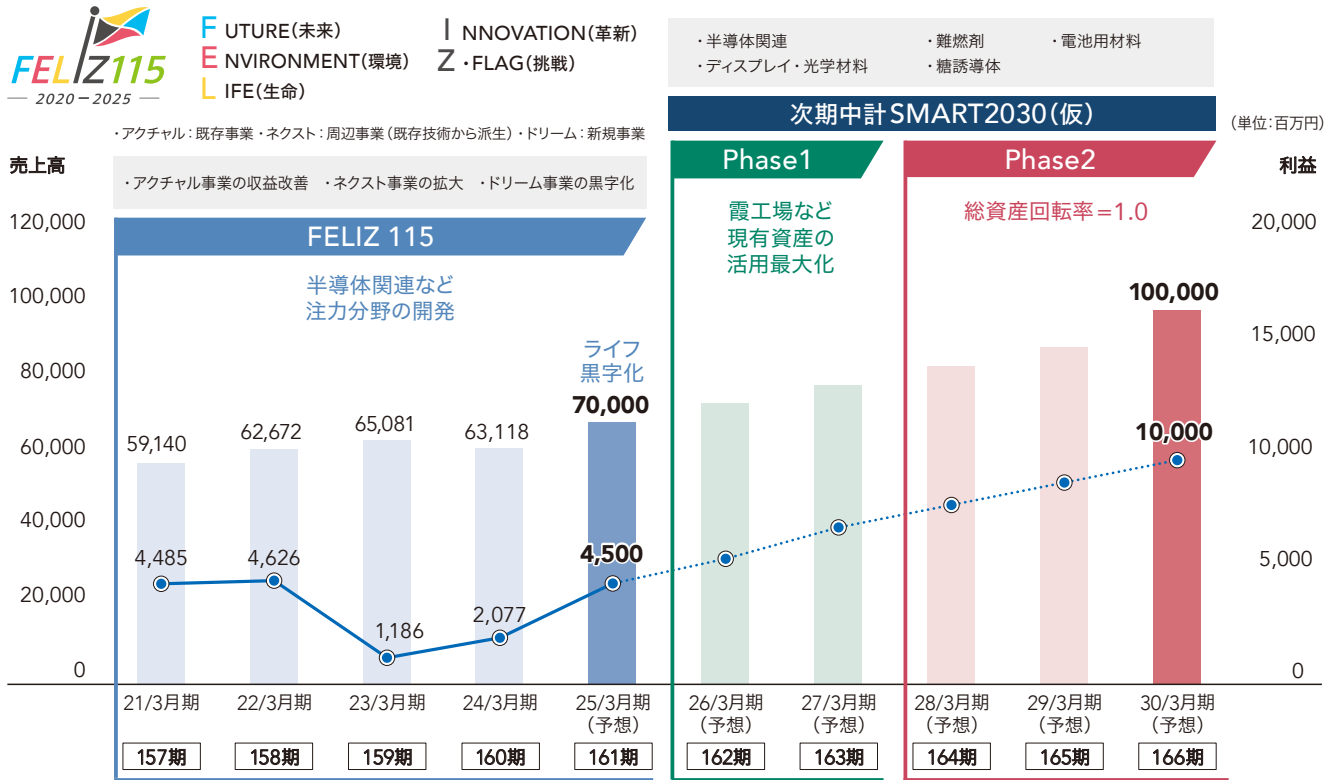 FELIZ115
2020－2025
F UTURE(未来)
E NVIRONMENT(環境)
L IFE(生命)
I NNOVATION(革新)
Z ・FLAG(挑戦)
・半導体関連 ・難燃剤 ・電池用材料
・ディスプレイ・光学材料 ・糖誘導体
次期中計SMART2030(仮)
(単位:百万円)
・アクチャル：既存事業 ・ネクスト：周辺事業(既存技術から派生) ・ドリーム：新規事業
・アクチャル事業の収益改善 ・ネクスト事業の拡大 ・ドリーム事業の黒字化
売上高
利益
FELIZ 115
Phase1
Phase2
半導体関連など
注力分野の開発
霞工場など
現有資産の
活用最大化
総資産回転率＝1.0
ライフ
黒字化
120,000
100,000
80,000
60,000
40,000
20,000
0
20,000
15,000
10,000
5,000
0
59,140
62,672
65,081
63,118
70,000
100,000
4,485
4,626
1,186
2,077
4,500
10,000
21/3月期
157期
22/3月期
158期
23/3月期
159期
24/3月期
160期
25/3月期
(予想)
161期
26/3月期
(予想)
162期
27/3月期
(予想)
163期
28/3月期
(予想)
164期
29/3月期
(予想)
165期
30/3月期
(予想)
166期